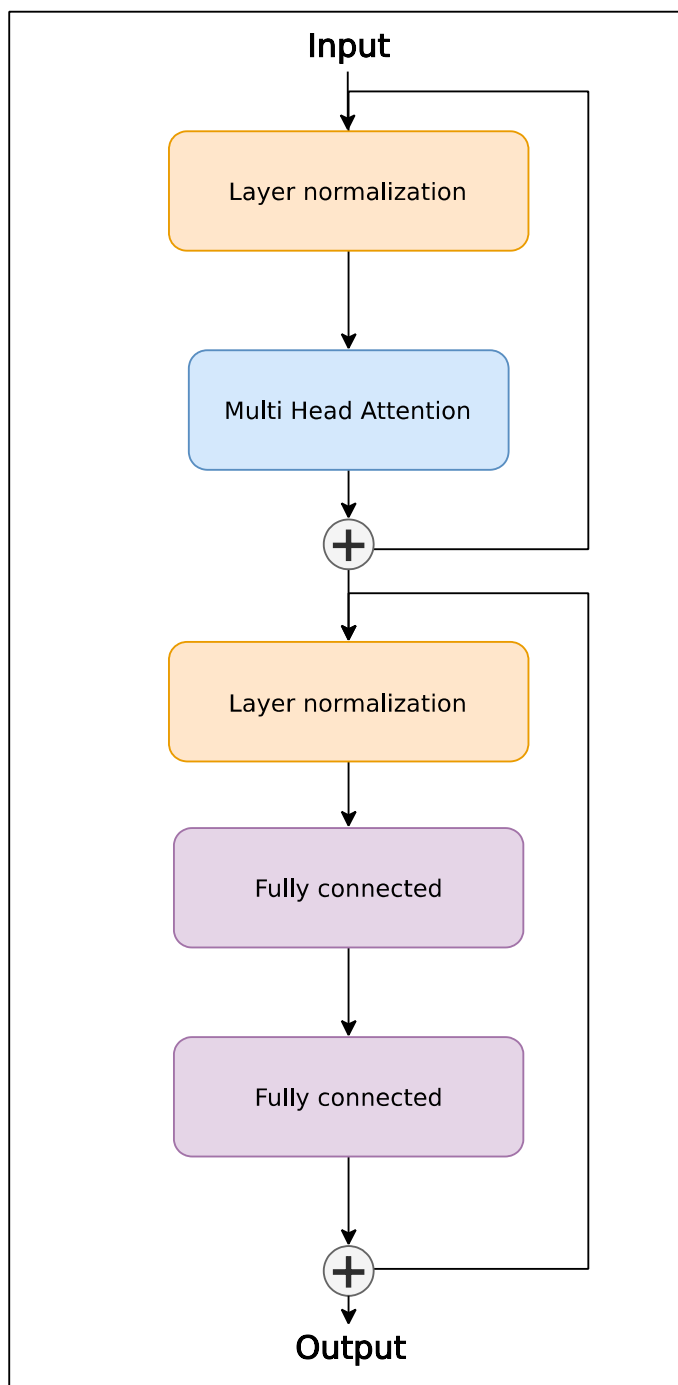 Input
Layer normalization
Multi Head Attention
+
Layer normalization
Fully connected
Fully connected
+
Output